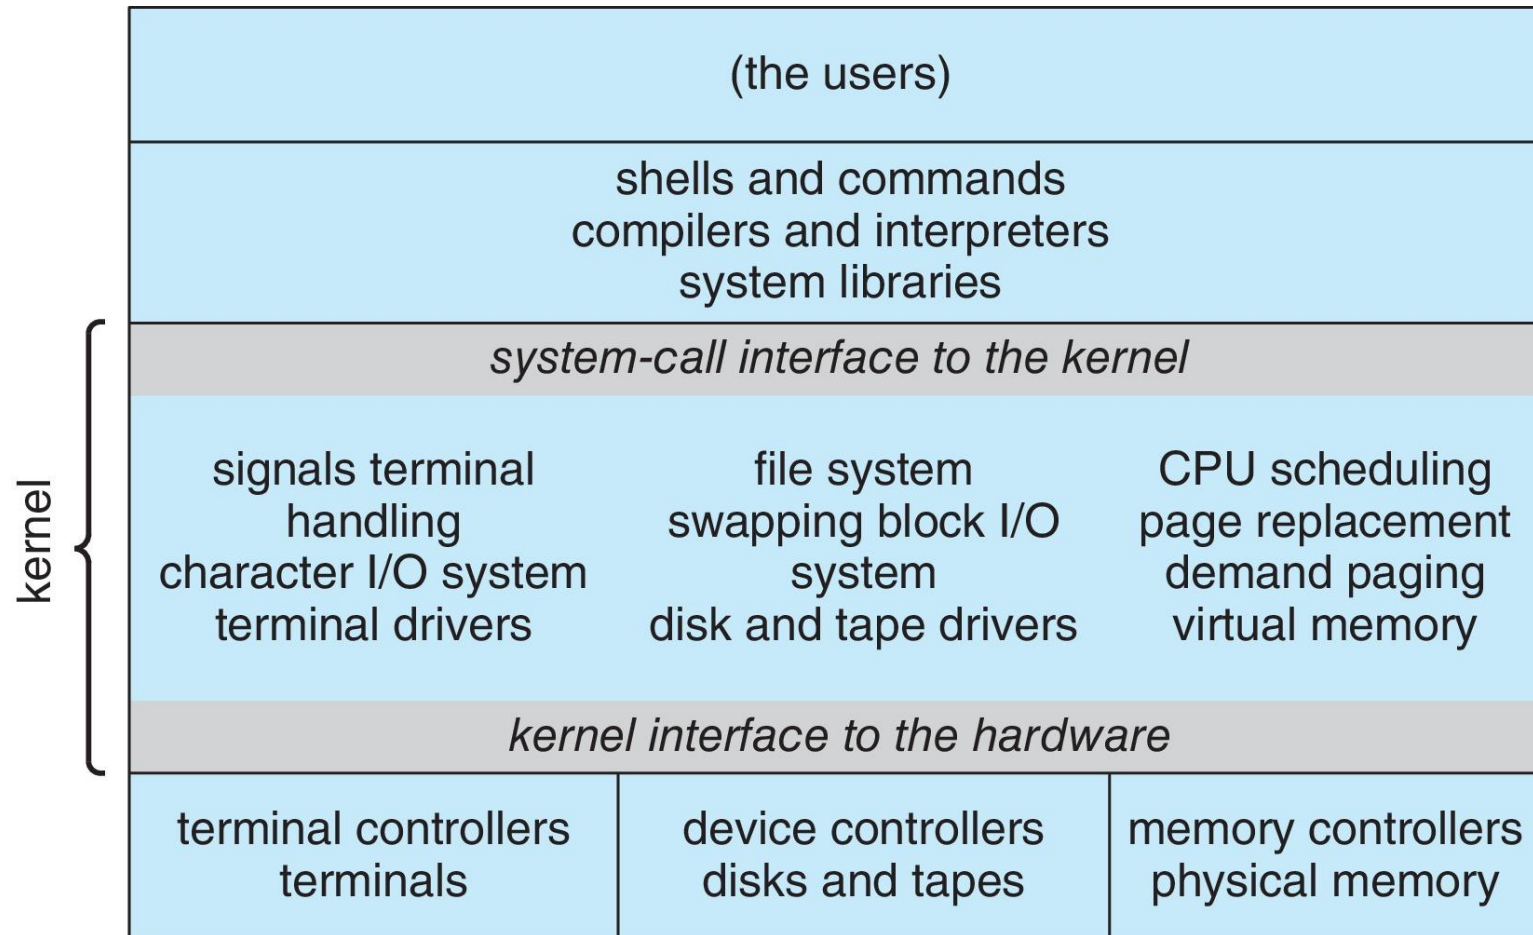 (the users)
shells and commands
compilers and interpreters
system libraries
kernel
system-call interface to the kernel
signals terminal
handling
character I/O system
terminal drivers
file system
swapping block I/O
system
disk and tape drivers
CPU scheduling
page replacement
demand paging
virtual memory
kernel interface to the hardware
terminal controllers
terminals
device controllers
disks and tapes
memory controllers
physical memory